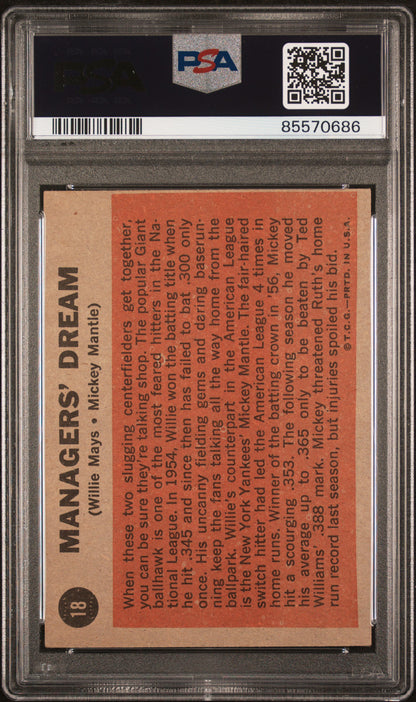 PSA
85570686
18
MANAGERS' DREAM
(Willie Mays • Mickey Mantle)
When these two slugging centerfielders get together,
you can be sure they're talking shop. The popular Giant
ballhawk is one of the most feared hitters in the Na-
tional League. In 1954, Willie won the batting title when
he hit .345 and since then has failed to bat .300 only
once. His uncanny fielding gems and daring baserun-
ning keep the fans talking all the way home from the
ballpark. Willie's counterpart in the American League
is the New York Yankees' Mickey Mantle. The fair-haired
switch hitter had led the American League 4 times in
home runs. Winner of the batting crown in '56, Mickey
hit a scourging .353. The following season he moved
his average up to .365 only to be beaten by Ted
Williams' .388 mark. Mickey threatened Ruth's home
run record last season, but injuries spoiled his bid.
© T.C.G.—PRTD. IN U.S.A.